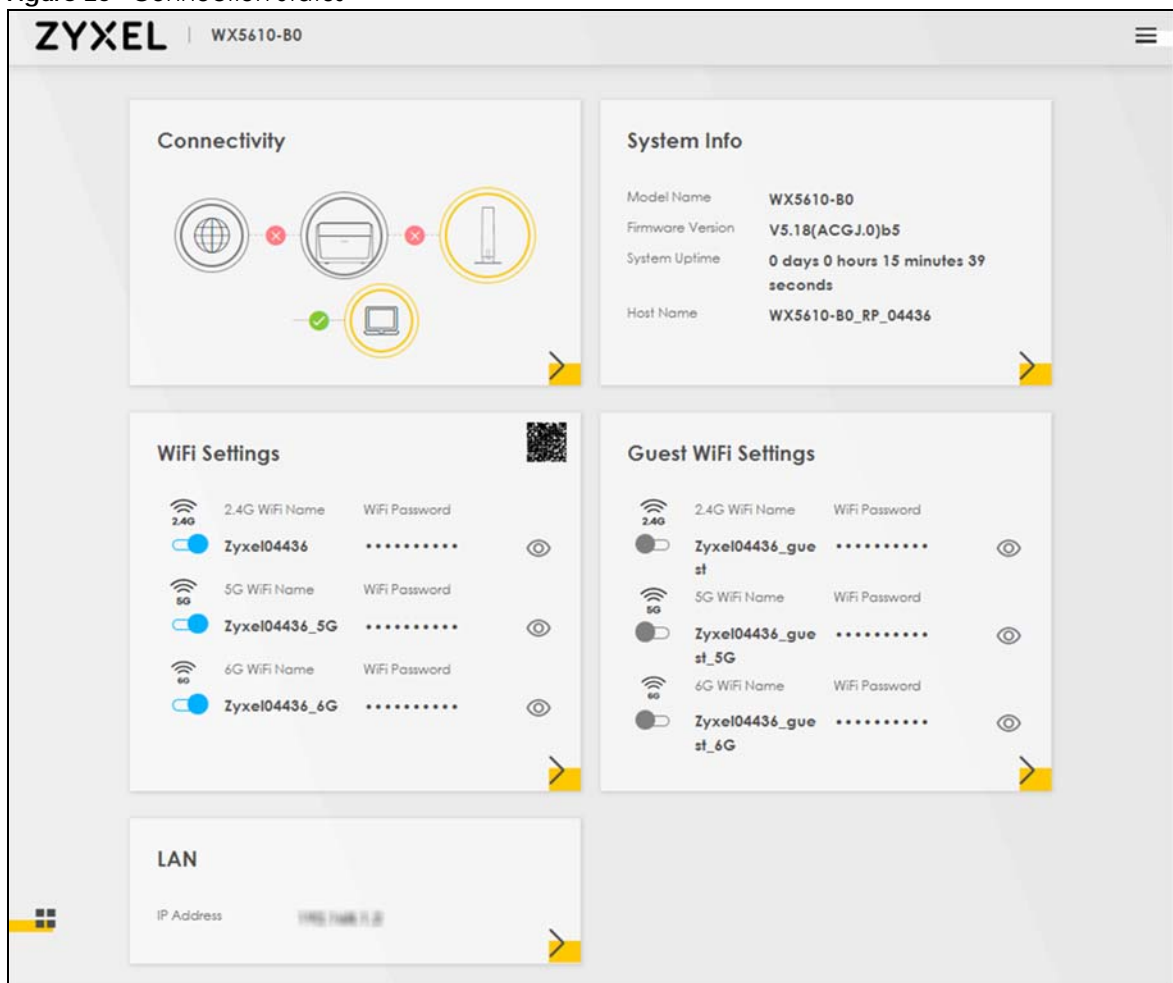 ZYXEL WX5610-B0
Connectivity
System Info
Model Name WX5610-B0
Firmware Version V5.18(ACGJ.0)b5
System Uptime 0 days 0 hours 15 minutes 39
seconds
Host Name WX5610-B0_RP_04436
WiFi Settings
2.4G 2.4G WiFi Name WiFi Password
Zyxel04436 ••••••••••
5G 5G WiFi Name WiFi Password
Zyxel04436_5G ••••••••••
6G 6G WiFi Name WiFi Password
Zyxel04436_6G ••••••••••
Guest WiFi Settings
2.4G 2.4G WiFi Name WiFi Password
Zyxel04436_gue ••••••••••
st
5G 5G WiFi Name WiFi Password
Zyxel04436_gue ••••••••••
st_5G
6G 6G WiFi Name WiFi Password
Zyxel04436_gue ••••••••••
st_6G
LAN
IP Address